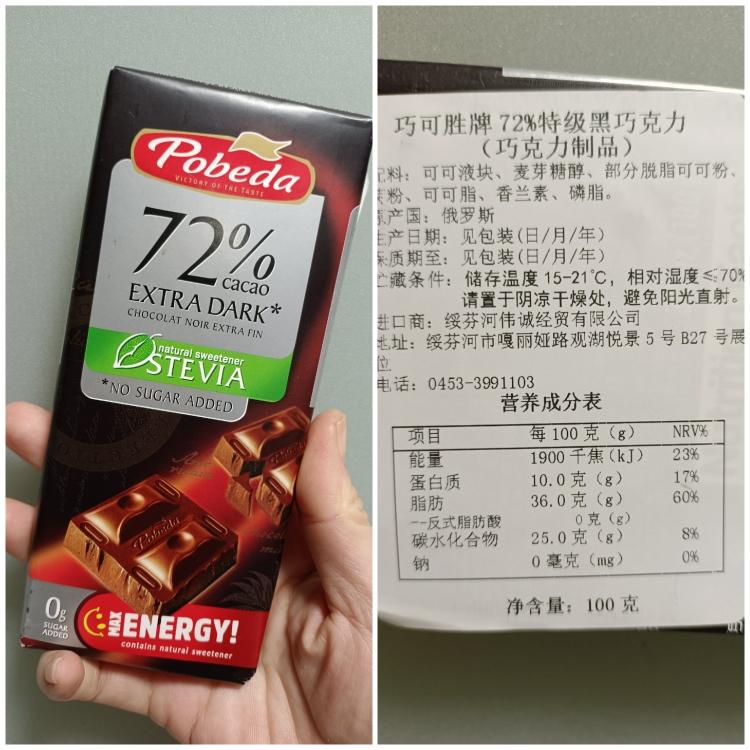 Pobeda
VICTORY OF THE TASTE
72%
cacao
EXTRA DARK*
CHOCOLAT NOIR EXTRA FIN
natural sweetener
STEVIA
*NO SUGAR ADDED
Pobeda
0g
SUGAR
ADDED
MAX
ENERGY!
contains natural sweetener
巧可胜牌 72%特级黑巧克力
(巧克力制品)
配料:可可液块、麦芽糖醇、部分脱脂可可粉、
粉、可可脂、香兰素、磷脂。
原产国:俄罗斯
生产日期:见包装(日/月/年)
保质期至:见包装(日/月/年)
贮藏条件:储存温度 15-21℃,相对湿度≤70%
请置于阴凉干燥处,避免阳光直射。
进口商:绥芬河伟诚经贸有限公司
地址:绥芬河市嘎丽娅路观湖悦景 5 号 B27 号展
位
电话:0453-3991103
营养成分表
项目 每 100 克(g) NRV%
能量 1900 千焦(kJ) 23%
蛋白质 10.0 克(g) 17%
脂肪 36.0 克(g) 60%
--反式脂肪酸 0 克(g)
碳水化合物 25.0 克(g) 8%
钠 0 毫克(mg) 0%
净含量:100 克